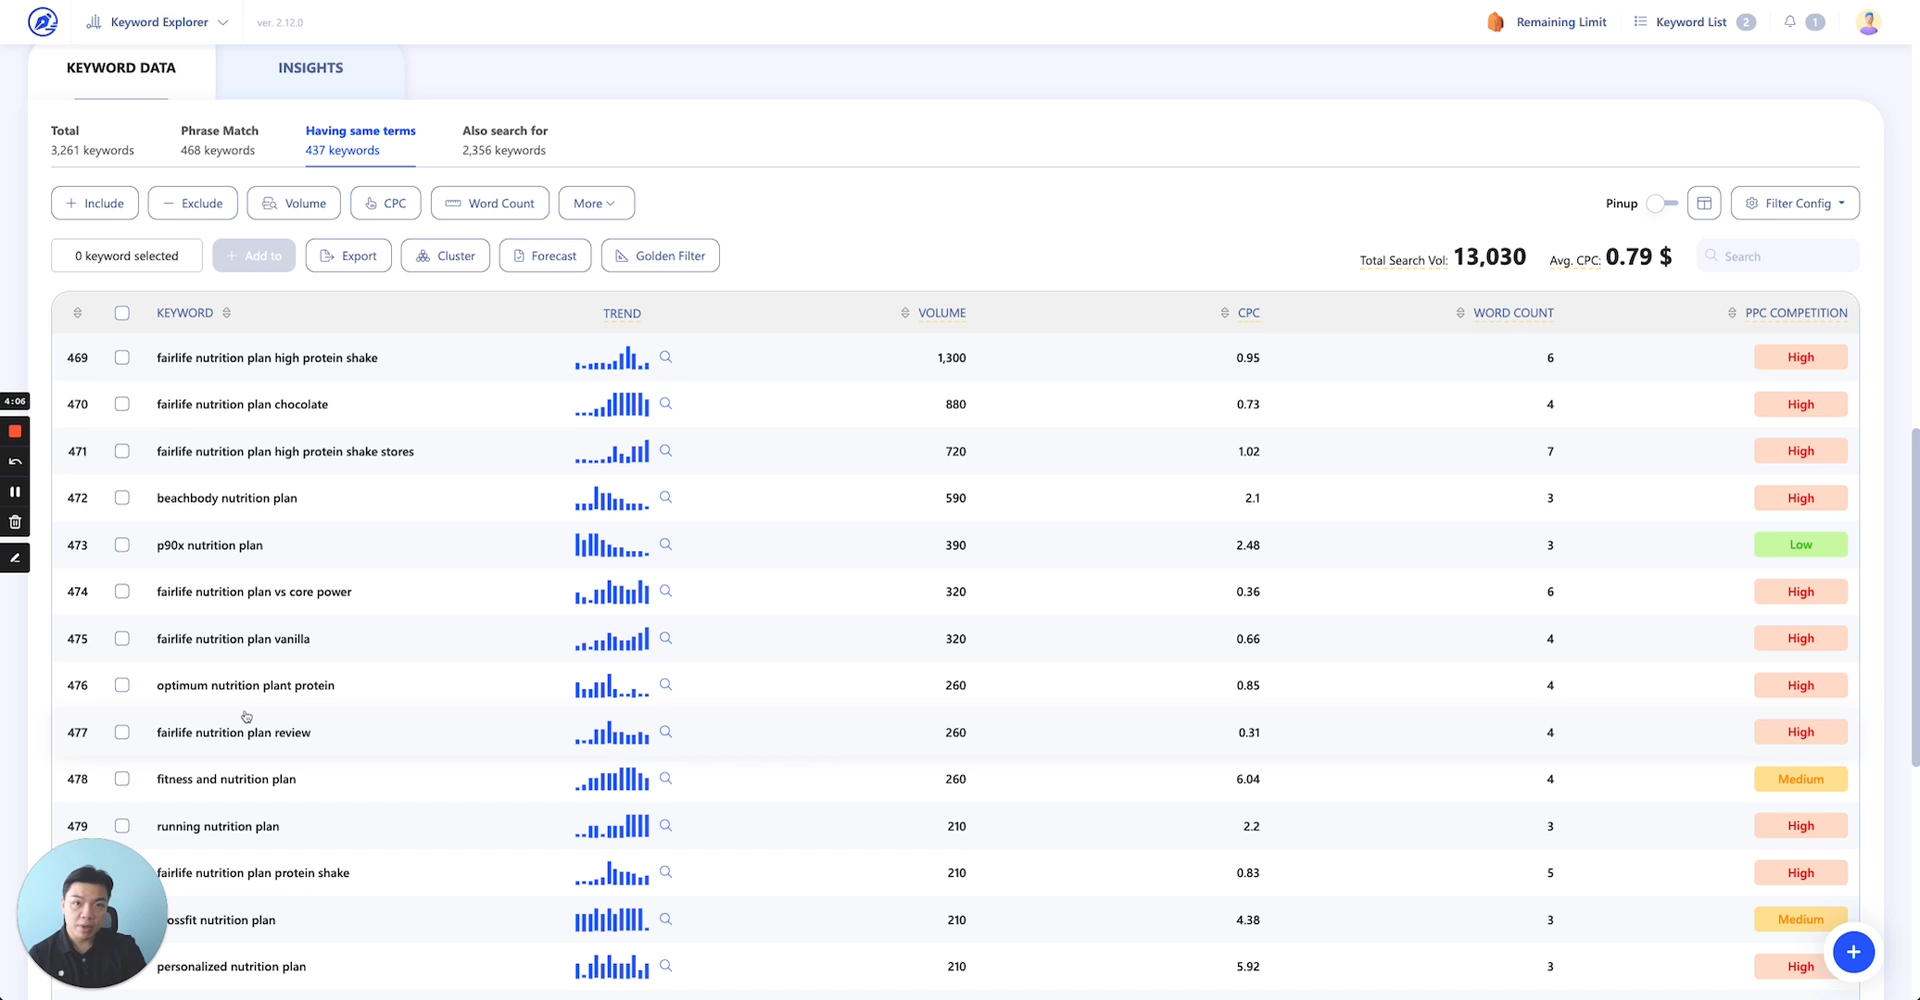 Keyword Explorer ver. 2.12.0 Remaining Limit Keyword List 2 1
KEYWORD DATA INSIGHTS
Total Phrase Match Having same terms Also search for
3,261 keywords 468 keywords 437 keywords 2,356 keywords
+ Include − Exclude Volume CPC Word Count More Pinup Filter Config
0 keyword selected + Add to Export Cluster Forecast Golden Filter Total Search Vol: 13,030 Avg. CPC: 0.79 $ Search
KEYWORD TREND VOLUME CPC WORD COUNT PPC COMPETITION
469 fairlife nutrition plan high protein shake 1,300 0.95 6 High
4:06
470 fairlife nutrition plan chocolate 880 0.73 4 High
471 fairlife nutrition plan high protein shake stores 720 1.02 7 High
472 beachbody nutrition plan 590 2.1 3 High
473 p90x nutrition plan 390 2.48 3 Low
474 fairlife nutrition plan vs core power 320 0.36 6 High
475 fairlife nutrition plan vanilla 320 0.66 4 High
476 optimum nutrition plant protein 260 0.85 4 High
477 fairlife nutrition plan review 260 0.31 4 High
478 fitness and nutrition plan 260 6.04 4 Medium
479 running nutrition plan 210 2.2 3 High
fairlife nutrition plan protein shake 210 0.83 5 High
ossfit nutrition plan 210 4.38 3 Medium
personalized nutrition plan 210 5.92 3 High